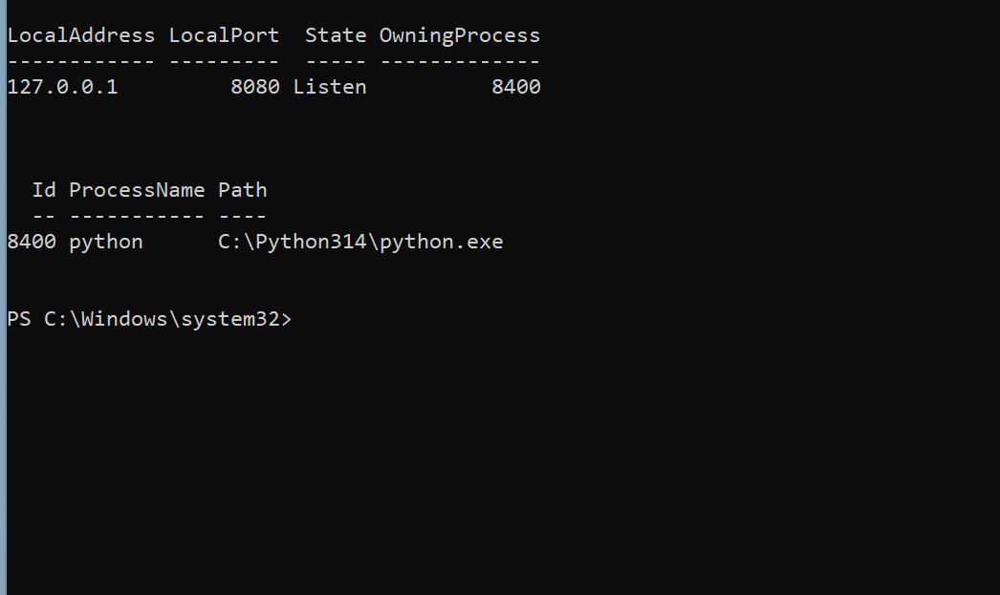 LocalAddress LocalPort  State OwningProcess
------------ ---------  ----- -------------
127.0.0.1         8080 Listen          8400
  Id ProcessName Path
  -- ----------- ----
8400 python      C:\Python314\python.exe
PS C:\Windows\system32>